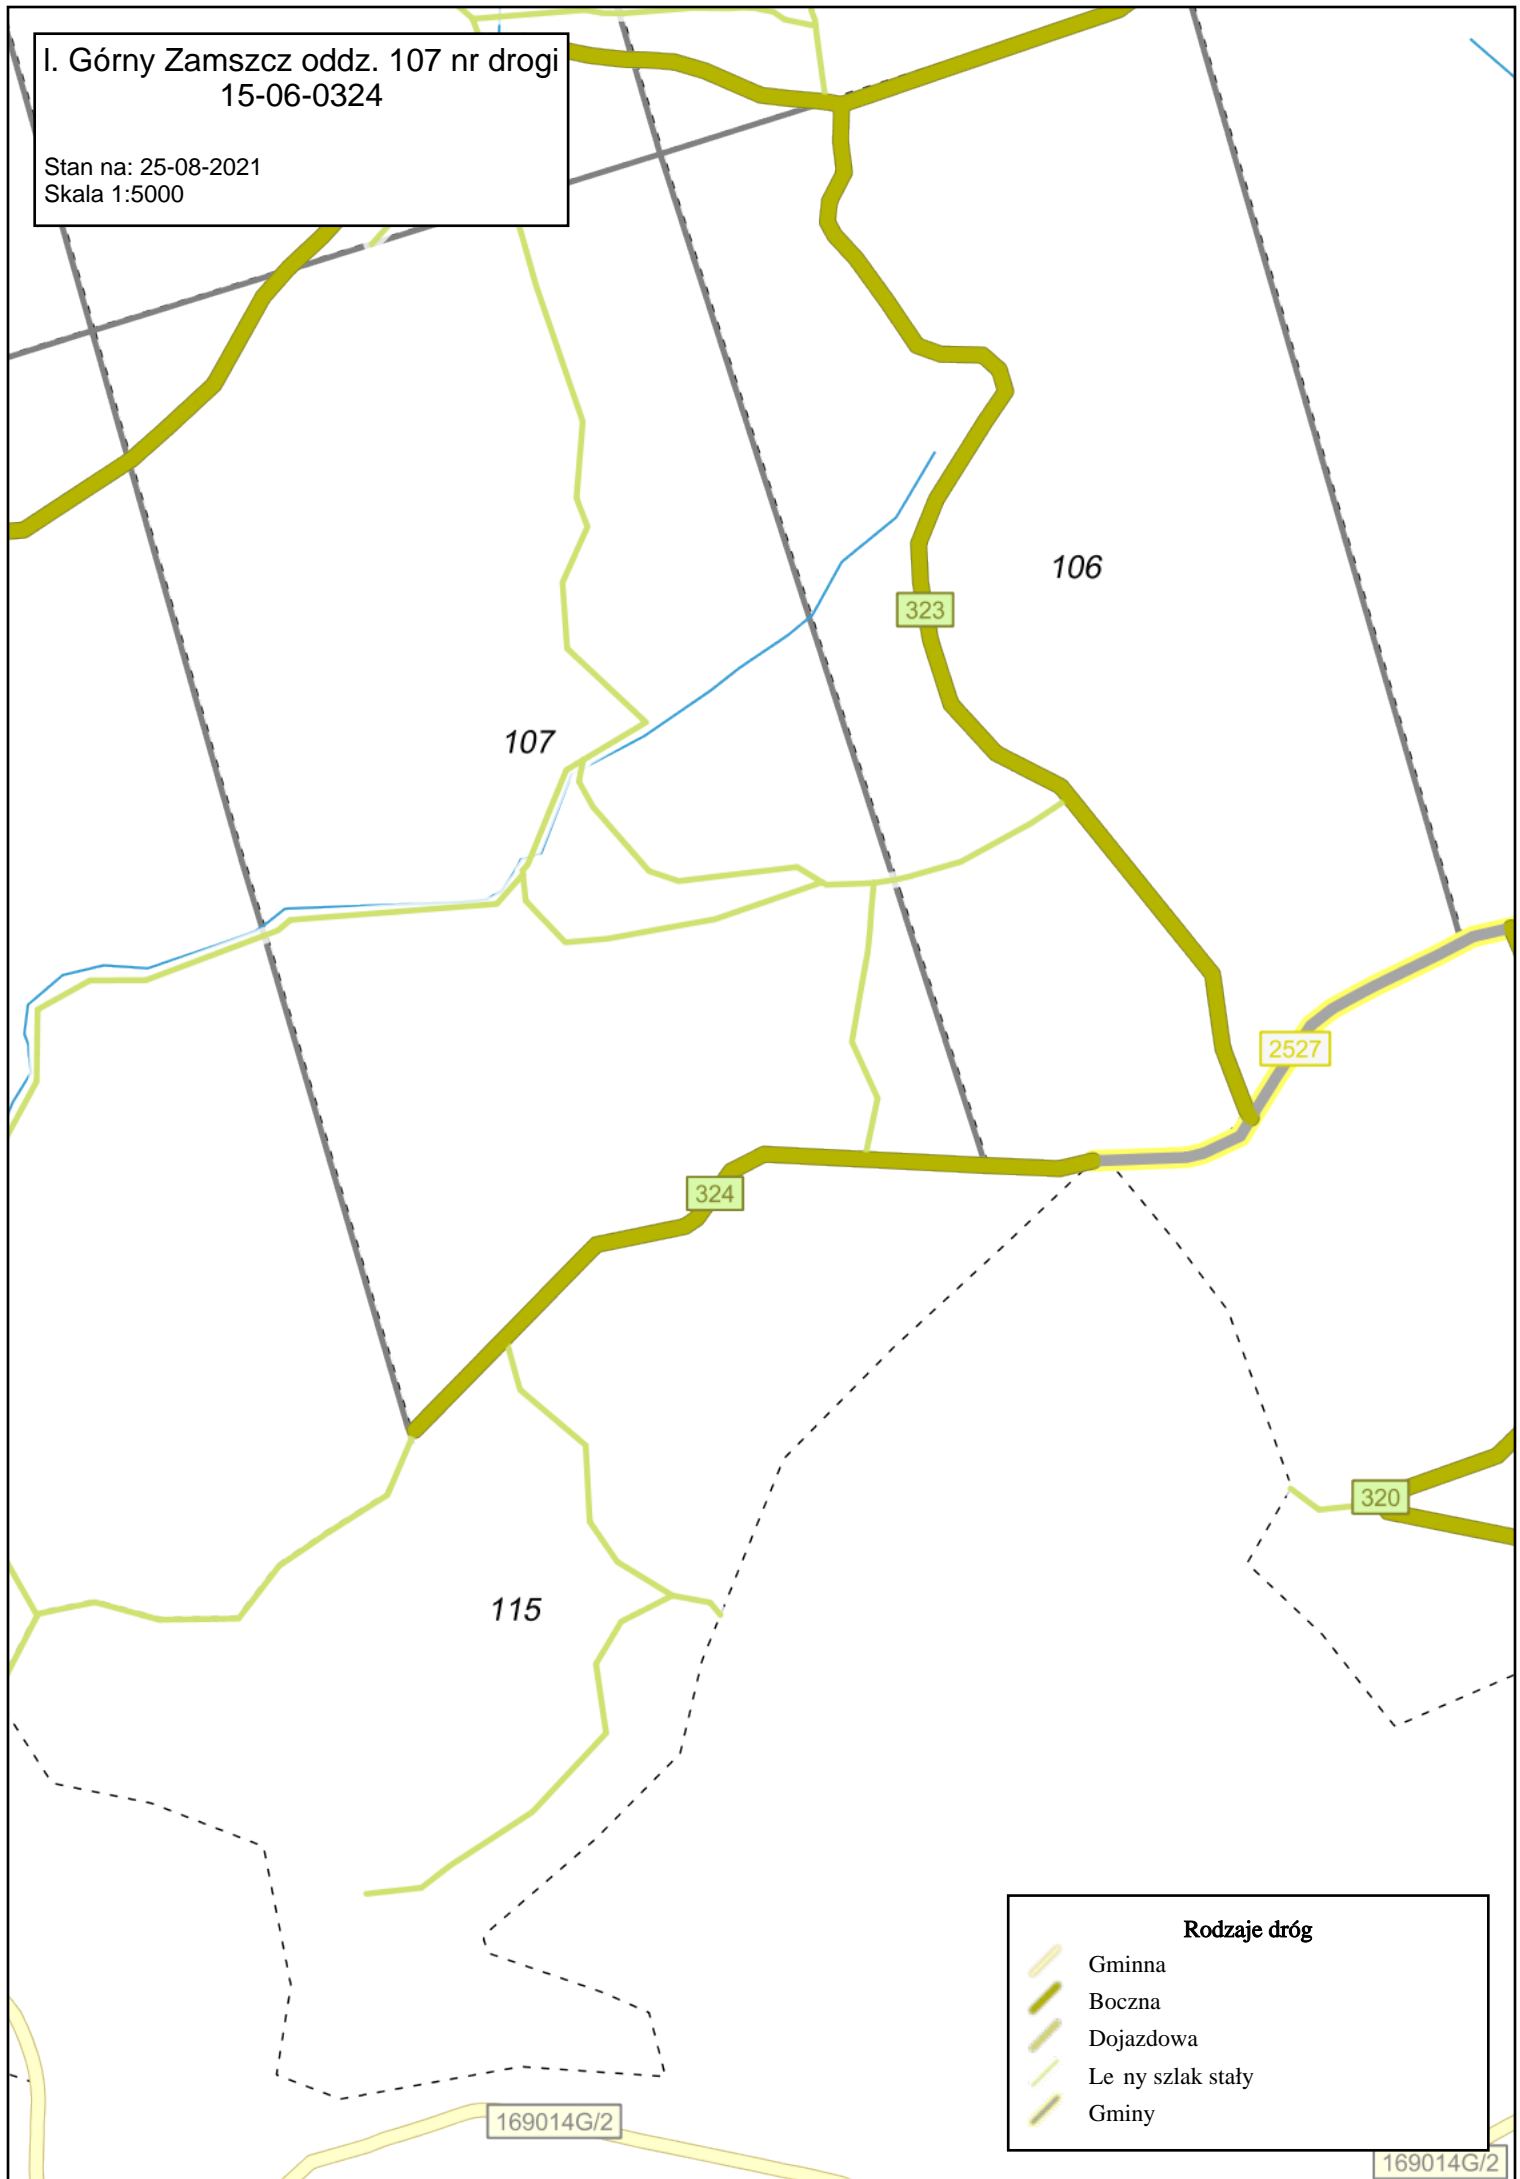 l. Górny Zamszcz oddz. 107 nr drogi
15-06-0324
Stan na: 25-08-2021
Skala 1:5000
106
323
107
2527
324
320
115
Rodzaje dróg
Gminna
Boczna
Dojazdowa
Le ny szlak stały
Gminy
169014G/2
169014G/2